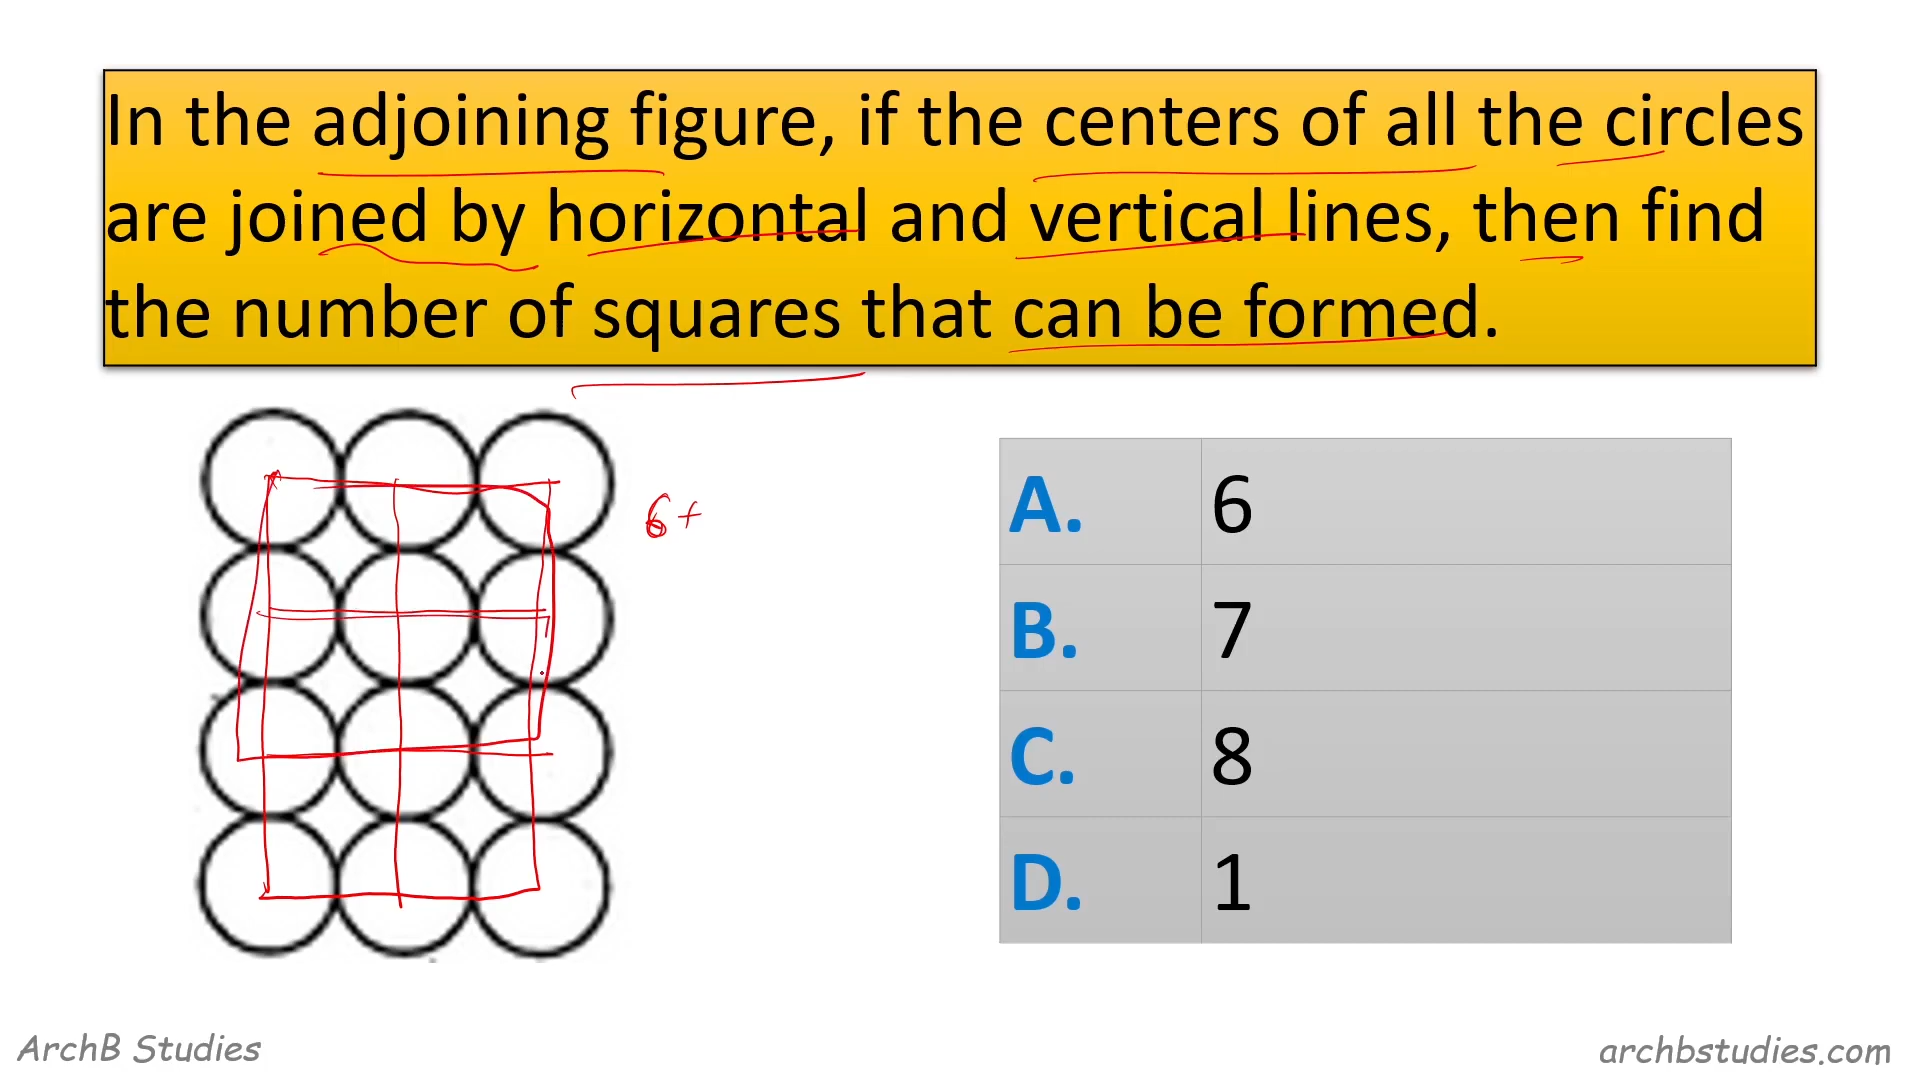 In the adjoining figure, if the centers of all the circles
are joined by horizontal and vertical lines, then find
the number of squares that can be formed.
6+
A. 6
B. 7
C. 8
D. 1
ArchB Studies
archbstudies.com